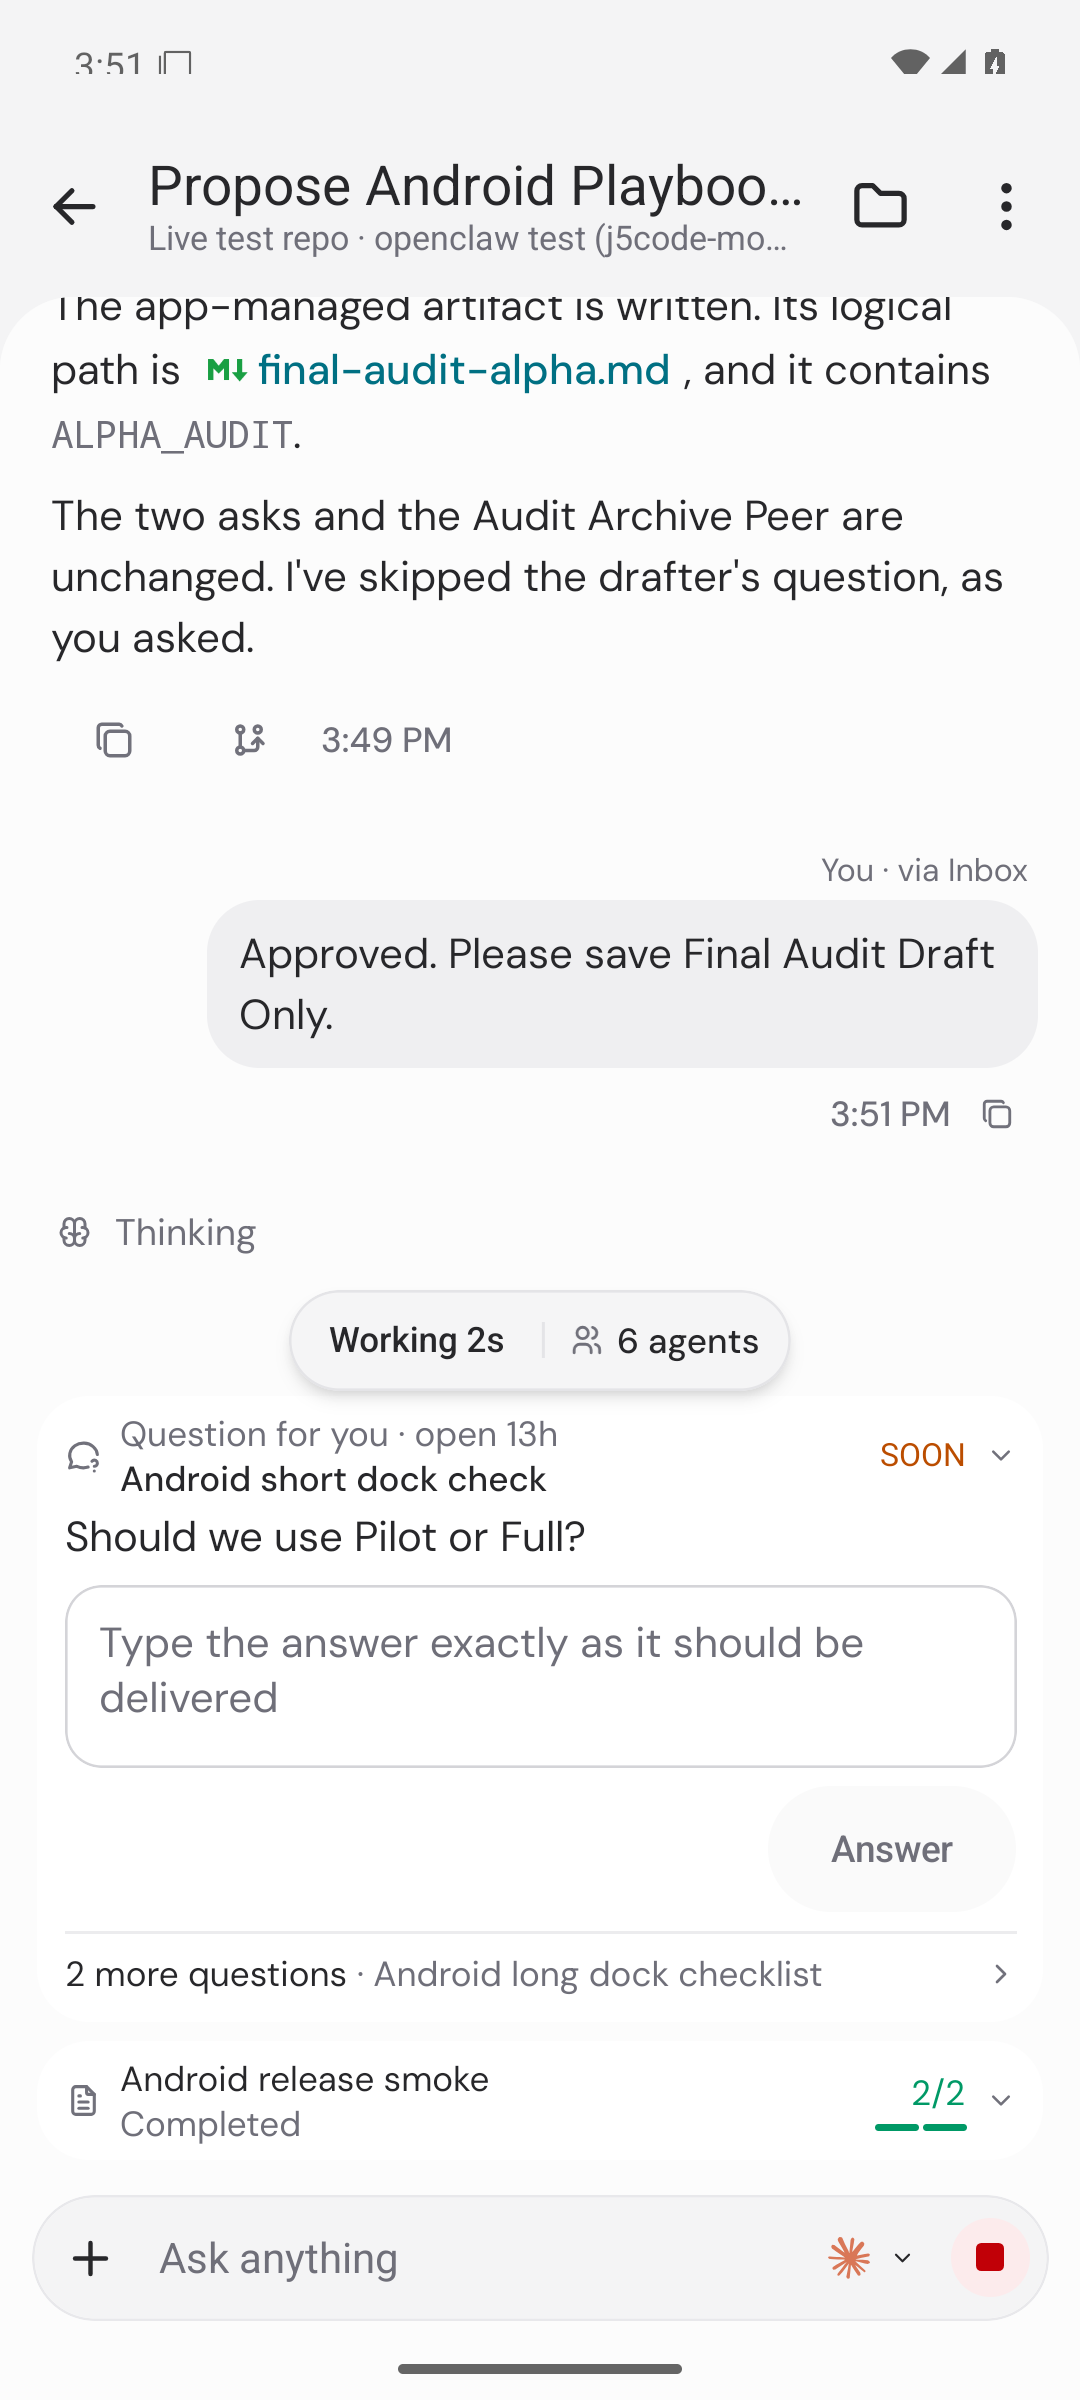 3:51
Propose Android Playboo...
Live test repo · openclaw test (j5code-mo...
The app-managed artifact is written. Its logical
path is M↓ final-audit-alpha.md , and it contains
ALPHA_AUDIT.
The two asks and the Audit Archive Peer are
unchanged. I've skipped the drafter's question, as
you asked.
3:49 PM
You · via Inbox
Approved. Please save Final Audit Draft
Only.
3:51 PM
Thinking
Working 2s 6 agents
Question for you · open 13h
SOON
Android short dock check
Should we use Pilot or Full?
Type the answer exactly as it should be
delivered
Answer
2 more questions · Android long dock checklist
Android release smoke
2/2
Completed
Ask anything